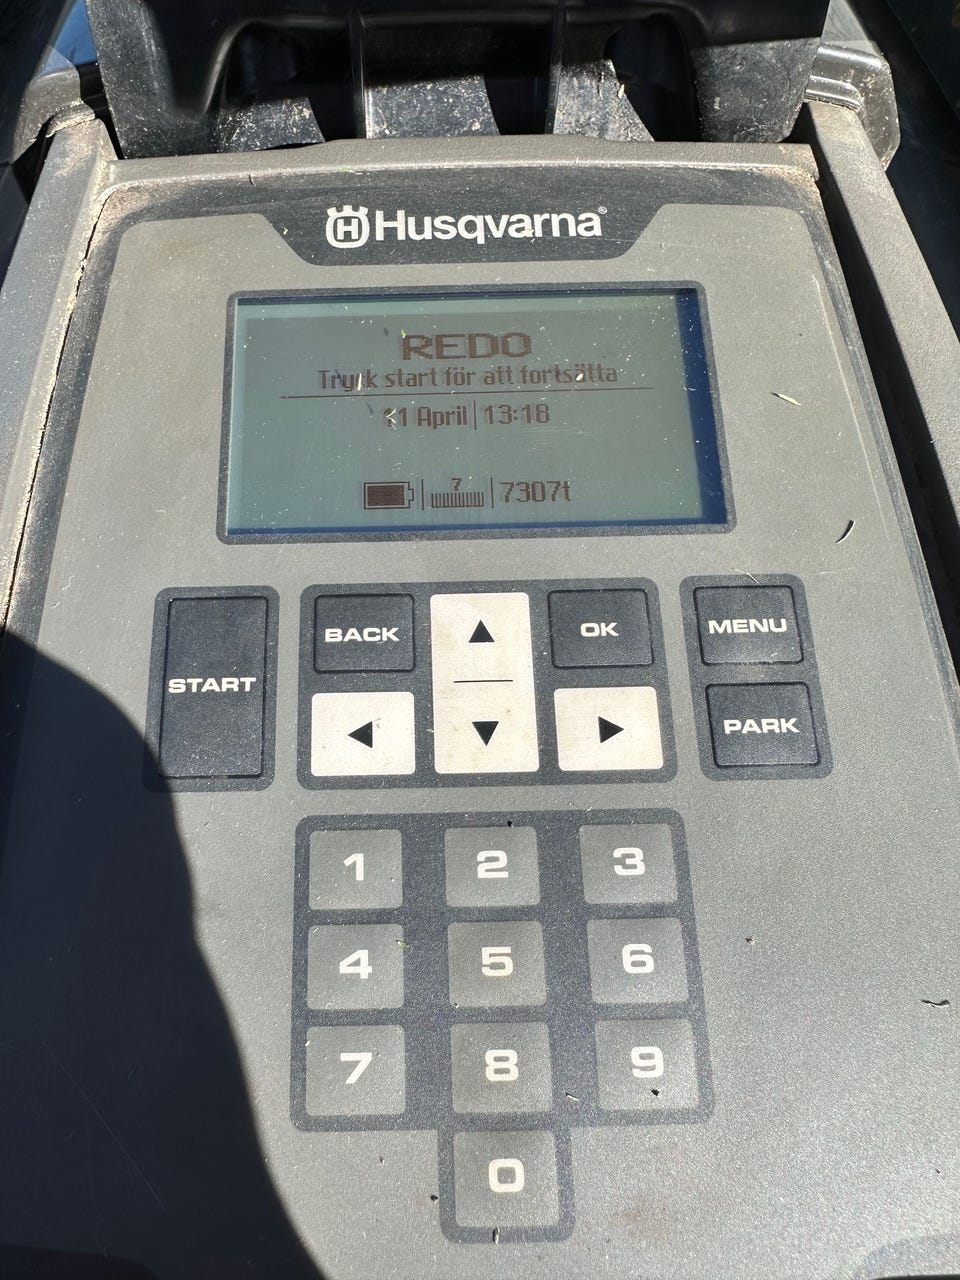 Husqvarna®
REDO
Tryck start för att fortsätta
11 April 13:18
7
7307t
START
BACK
OK
MENU
PARK
1 2 3
4 5 6
7 8 9
0